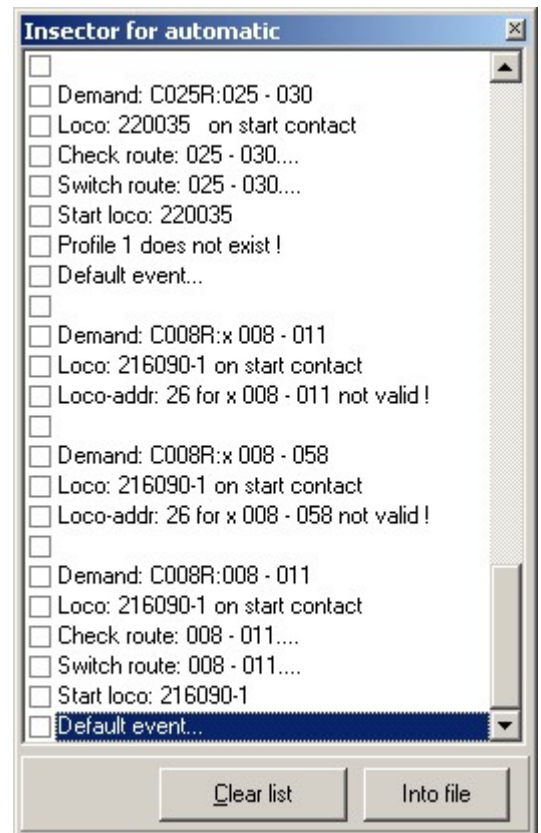 Insector for automatic
Demand: C025R:025 - 030
Loco: 220035 on start contact
Check route: 025 - 030....
Switch route: 025 - 030....
Start loco: 220035
Profile 1 does not exist !
Default event...
Demand: C008R:x 008 - 011
Loco: 216090-1 on start contact
Loco-addr: 26 for x 008 - 011 not valid !
Demand: C008R:x 008 - 058
Loco: 216090-1 on start contact
Loco-addr: 26 for x 008 - 058 not valid !
Demand: C008R:008 - 011
Loco: 216090-1 on start contact
Check route: 008 - 011....
Switch route: 008 - 011....
Start loco: 216090-1
Default event...
Clear list Into file